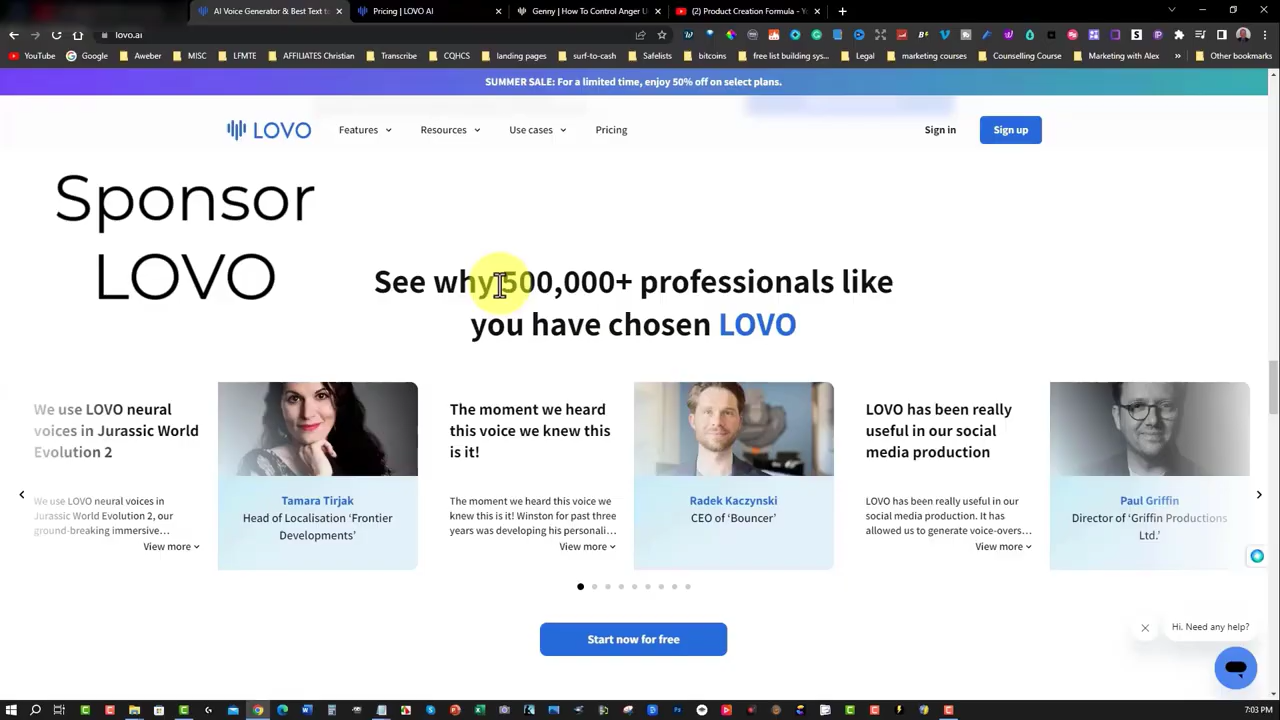 AI Voice Generator & Best Text to
Pricing | LOVO AI
Genny | How To Control Anger U
(2) Product Creation Formula - Yo
lovo.ai
YouTube
Google
Aweber
MISC
LFMTE
AFFILIATES Christian
Transcribe
CQHCS
landing pages
surf-to-cash
Safelists
bitcoins
free list building sys...
Legal
marketing courses
Counselling Course
Marketing with Alex
Other bookmarks
SUMMER SALE: For a limited time, enjoy 50% off on select plans.
LOVO
Features
Resources
Use cases
Pricing
Sign in
Sign up
Sponsor
LOVO
See why 500,000+ professionals like
you have chosen LOVO
We use LOVO neural
voices in Jurassic World
Evolution 2
We use LOVO neural voices in
Jurassic World Evolution 2, our
ground-breaking immersive...
View more
Tamara Tirjak
Head of Localisation ‘Frontier
Developments’
The moment we heard
this voice we knew this
is it!
The moment we heard this voice we
knew this is it! Winston for past three
years was developing his personali...
View more
Radek Kaczynski
CEO of ‘Bouncer’
LOVO has been really
useful in our social
media production
LOVO has been really useful in our
social media production. It has
allowed us to generate voice-overs...
View more
Paul Griffin
Director of ‘Griffin Productions
Ltd.’
Start now for free
Hi. Need any help?
7:03 PM